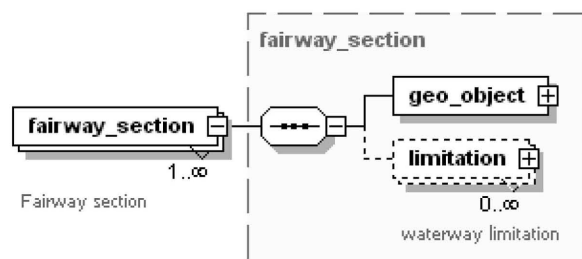 fairway_section
fairway_section
1..∞
Fairway section
geo_object
limitation
0..∞
waterway limitation